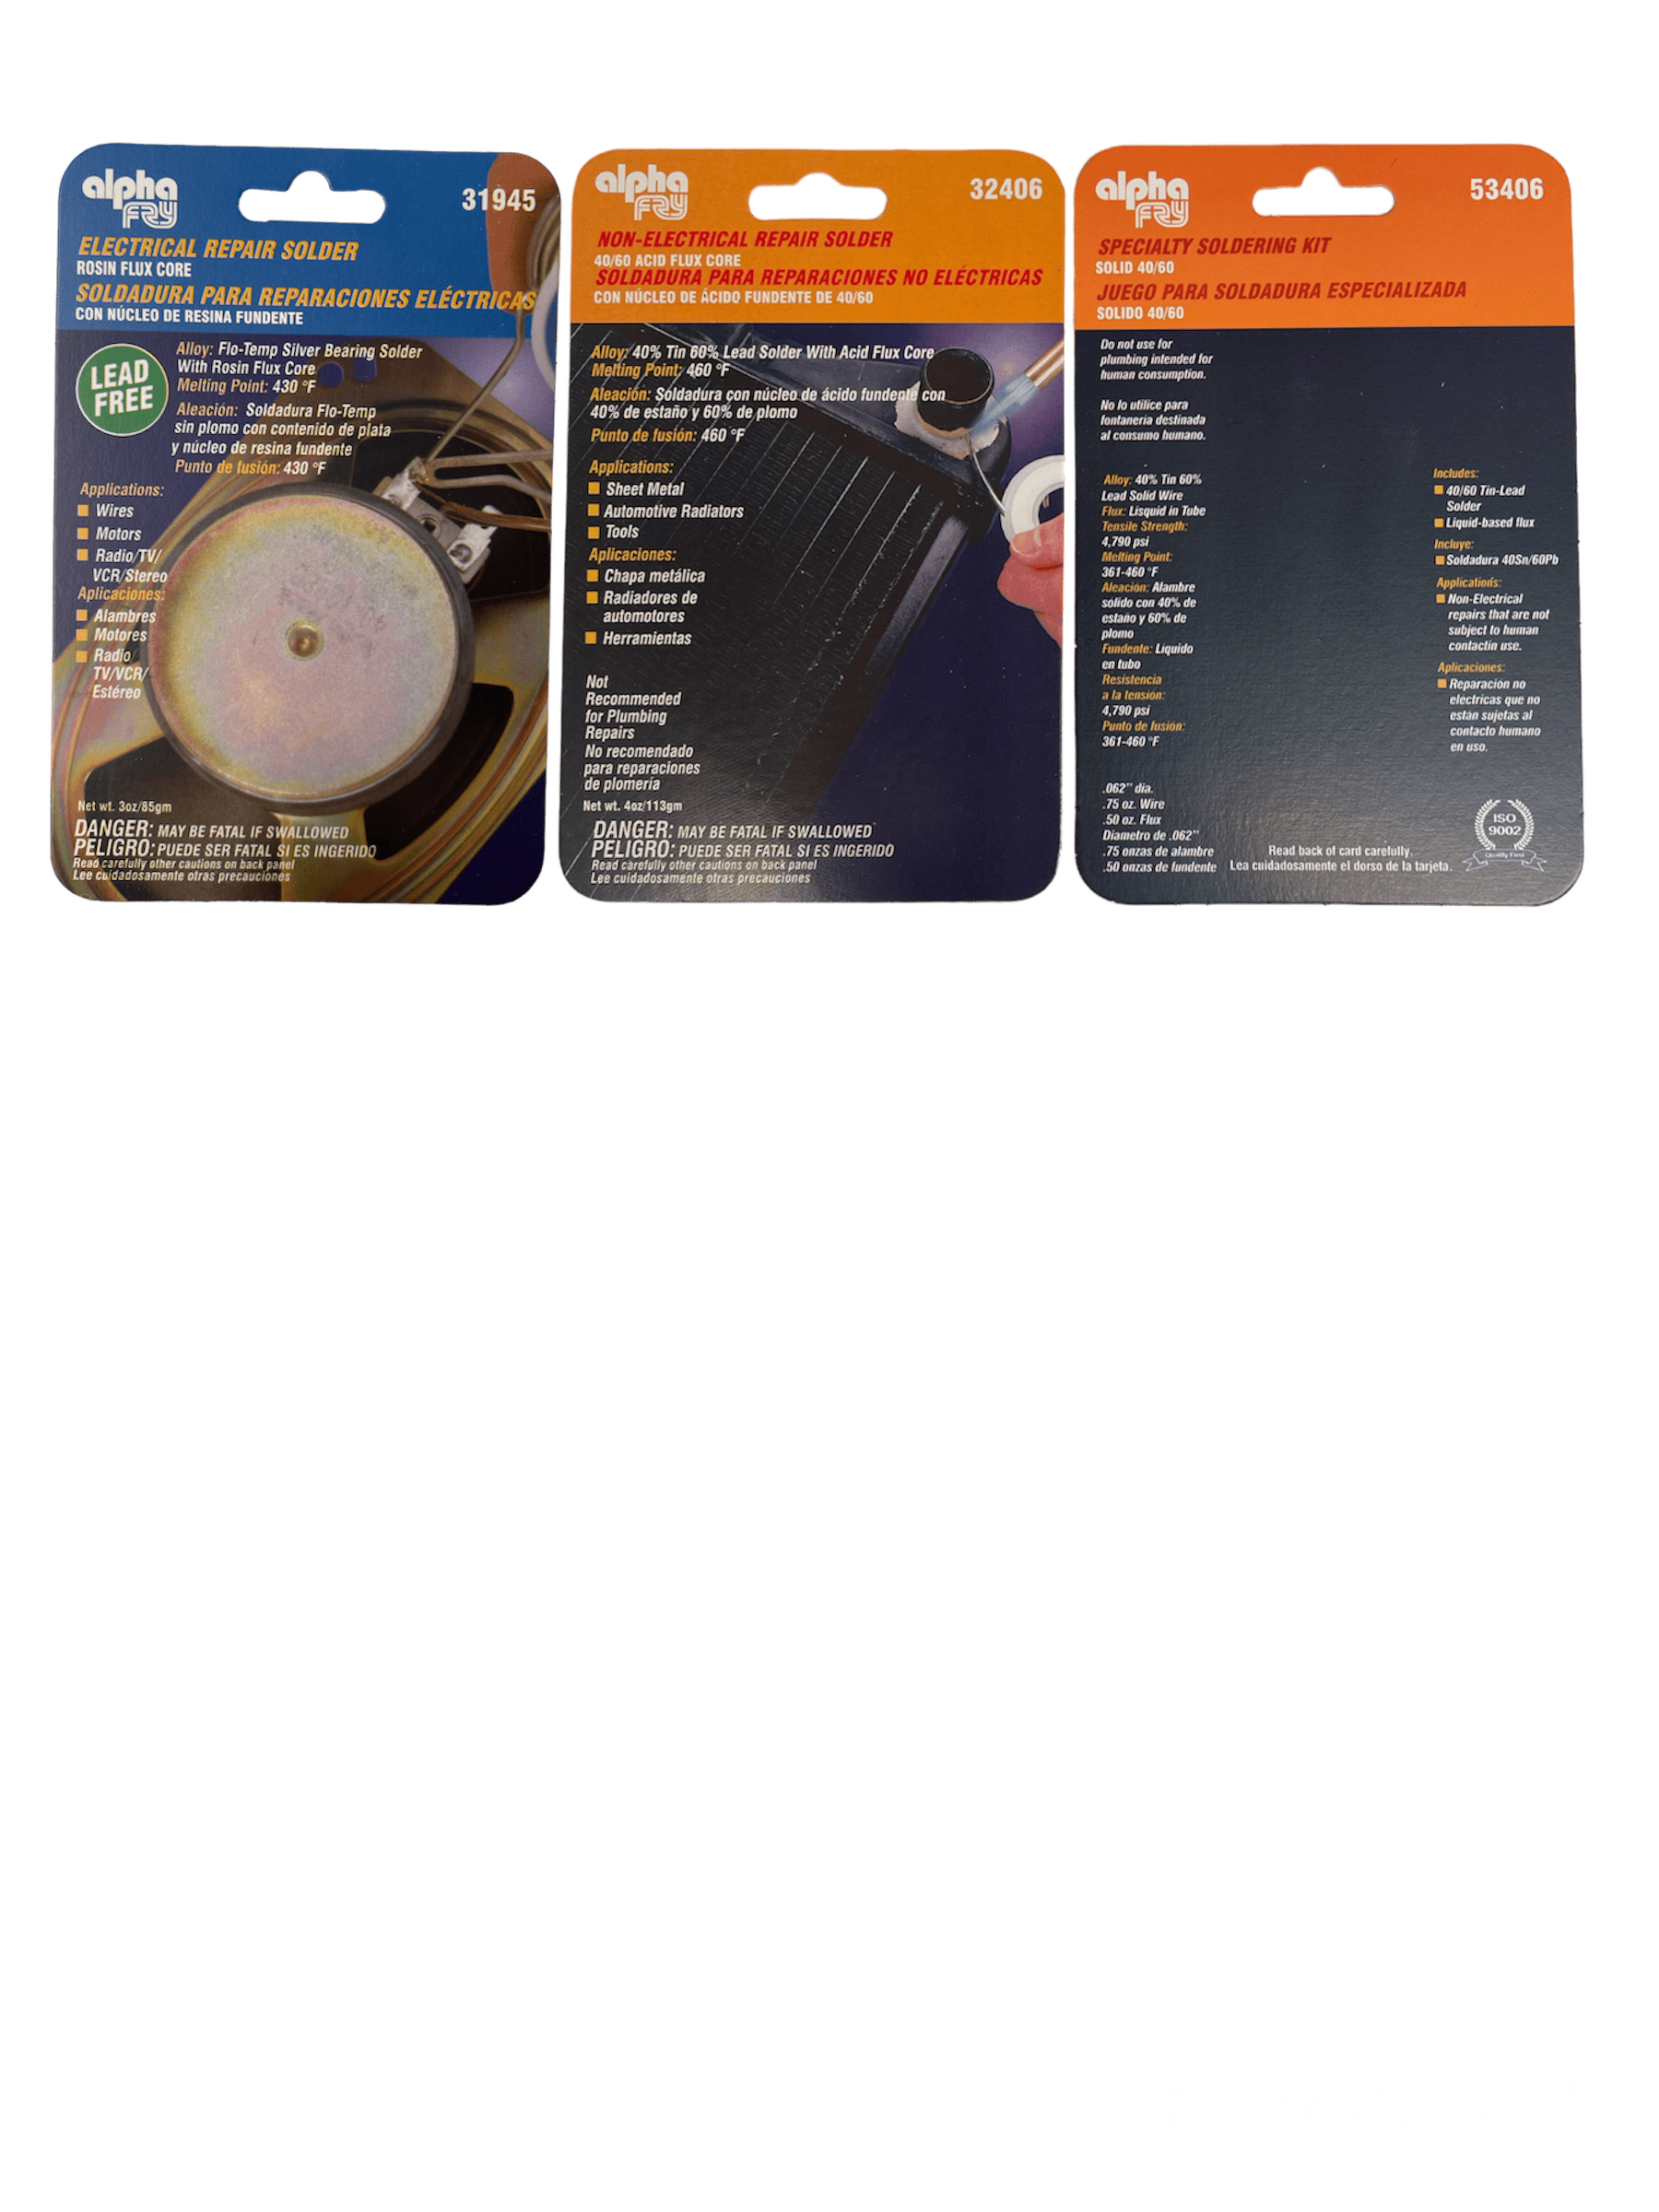 alpha
FRY
31945
ELECTRICAL REPAIR SOLDER
ROSIN FLUX CORE
SOLDADURA PARA REPARACIONES ELÉCTRICAS
CON NÚCLEO DE RESINA FUNDENTE
LEAD
FREE
Alloy: Flo-Temp Silver Bearing Solder
With Rosin Flux Core
Melting Point: 430 °F
Aleación: Soldadura Flo-Temp
sin plomo con contenido de plata
y núcleo de resina fundente
Punto de fusión: 430 °F
Applications:
Wires
Motors
Radio/TV/
VCR/Stereo
Aplicaciones:
Alambres
Motores
Radio/
TV/VCR/
Estéreo
Net wt. 3oz/85gm
DANGER: MAY BE FATAL IF SWALLOWED
PELIGRO: PUEDE SER FATAL SI ES INGERIDO
Read carefully other cautions on back panel
Lee cuidadosamente otras precauciones
alpha
FRY
32406
NON-ELECTRICAL REPAIR SOLDER
40/60 ACID FLUX CORE
SOLDADURA PARA REPARACIONES NO ELÉCTRICAS
CON NÚCLEO DE ÁCIDO FUNDENTE DE 40/60
Alloy: 40% Tin 60% Lead Solder With Acid Flux Core
Melting Point: 460 °F
Aleación: Soldadura con núcleo de ácido fundente con
40% de estaño y 60% de plomo
Punto de fusión: 460 °F
Applications:
Sheet Metal
Automotive Radiators
Tools
Aplicaciones:
Chapa metálica
Radiadores de
automotores
Herramientas
Not
Recommended
for Plumbing
Repairs
No recomendado
para reparaciones
de plomería
Net wt. 4oz/113gm
DANGER: MAY BE FATAL IF SWALLOWED
PELIGRO: PUEDE SER FATAL SI ES INGERIDO
Read carefully other cautions on back panel
Lee cuidadosamente otras precauciones
alpha
FRY
53406
SPECIALTY SOLDERING KIT
SOLID 40/60
JUEGO PARA SOLDADURA ESPECIALIZADA
SOLIDO 40/60
Do not use for
plumbing intended for
human consumption.
No lo utilice para
fontanería destinada
al consumo humano.
Alloy: 40% Tin 60%
Lead Solid Wire
Flux: Lisquid in Tube
Tensile Strength:
4,790 psi
Melting Point:
361-460 °F
Aleación: Alambre
sólido con 40% de
estaño y 60% de
plomo
Fundente: Líquido
en tubo
Resistencia
a la tensión:
4,790 psi
Punto de fusión:
361-460 °F
.062" dia.
.75 oz. Wire
.50 oz. Flux
Diametro de .062"
.75 onzas de alambre
.50 onzas de fundente
Includes:
40/60 Tin-Lead
Solder
Liquid-based flux
Incluye:
Soldadura 40Sn/60Pb
Applications:
Non-Electrical
repairs that are not
subject to human
contactin use.
Aplicaciones:
Reparación no
electricas que no
están sujetas al
contacto humano
en uso.
Read back of card carefully.
Lea cuidadosamente el dorso de la tarjeta.
ISO
9002
Quality First